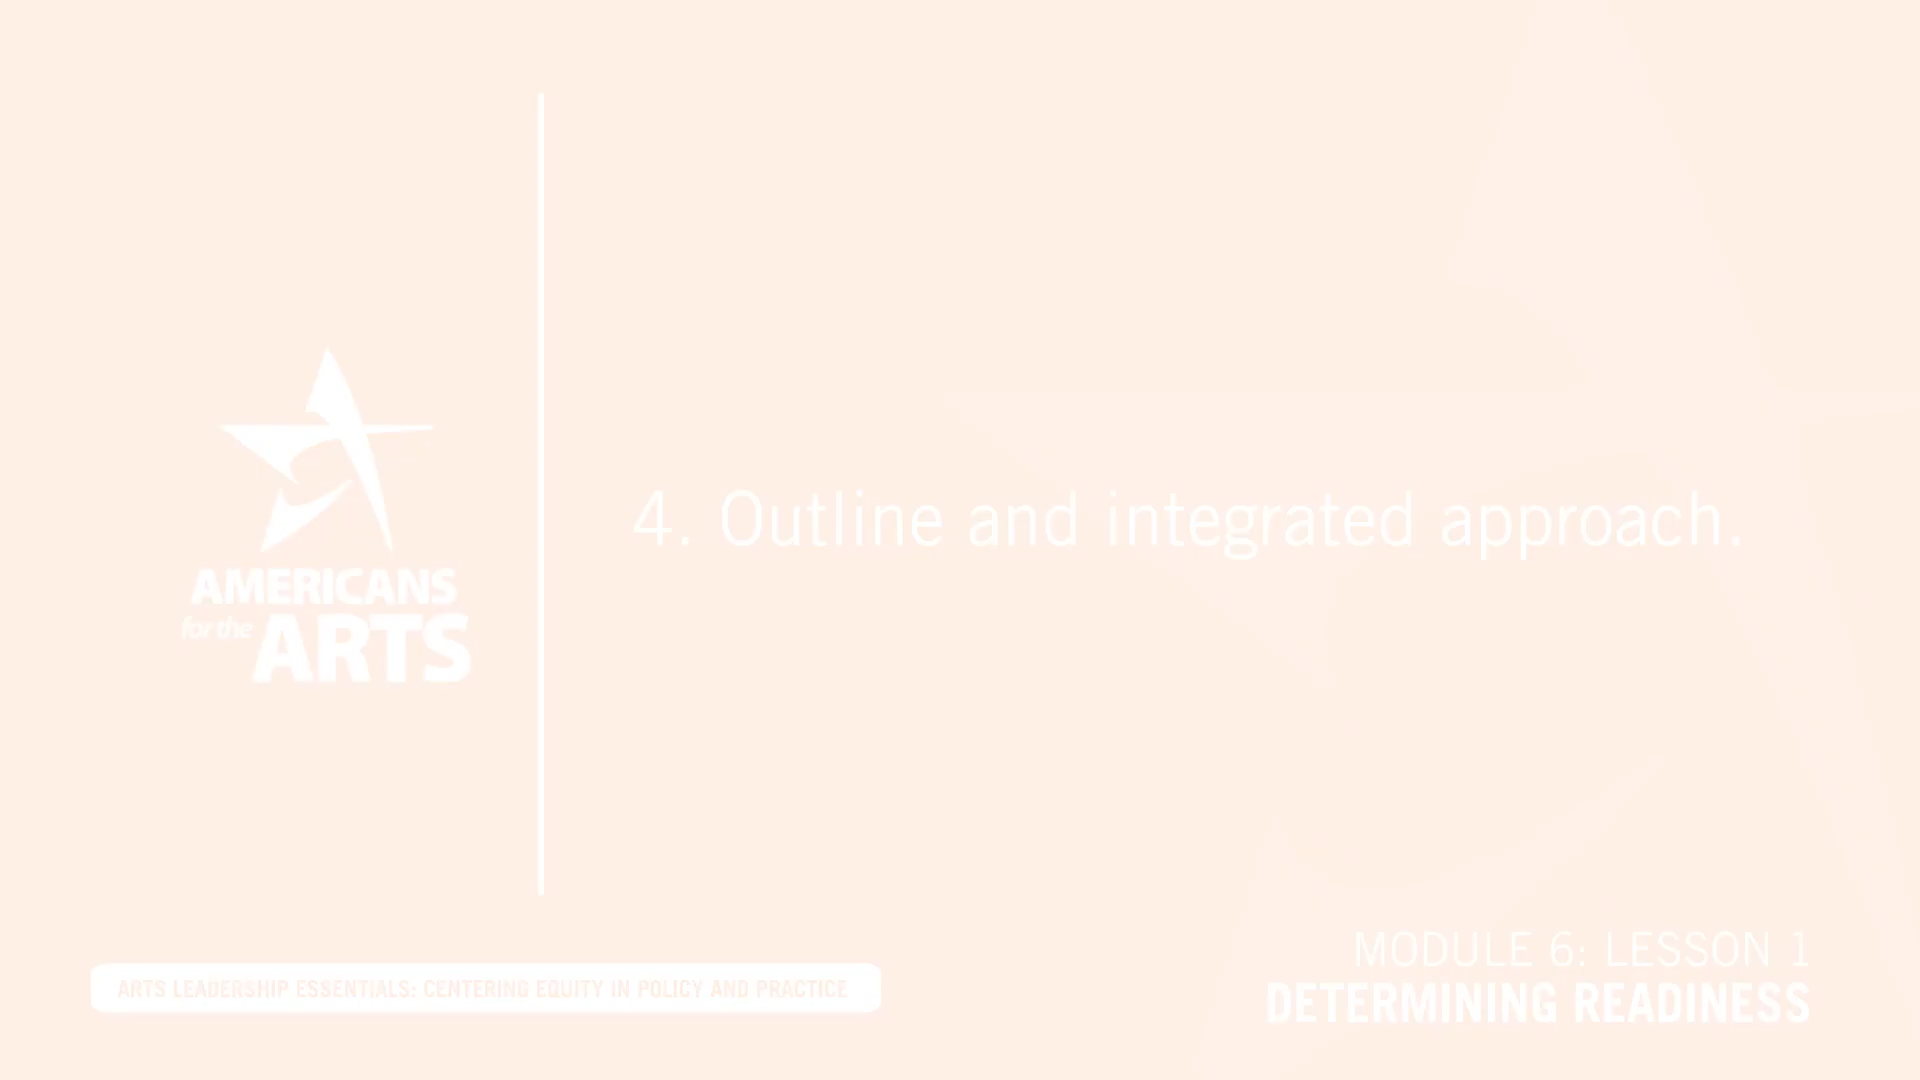 AMERICANS
for the ARTS
4. Outline and integrated approach.
ARTS LEADERSHIP ESSENTIALS: CENTERING EQUITY IN POLICY AND PRACTICE
MODULE 6: LESSON 1
DETERMINING READINESS